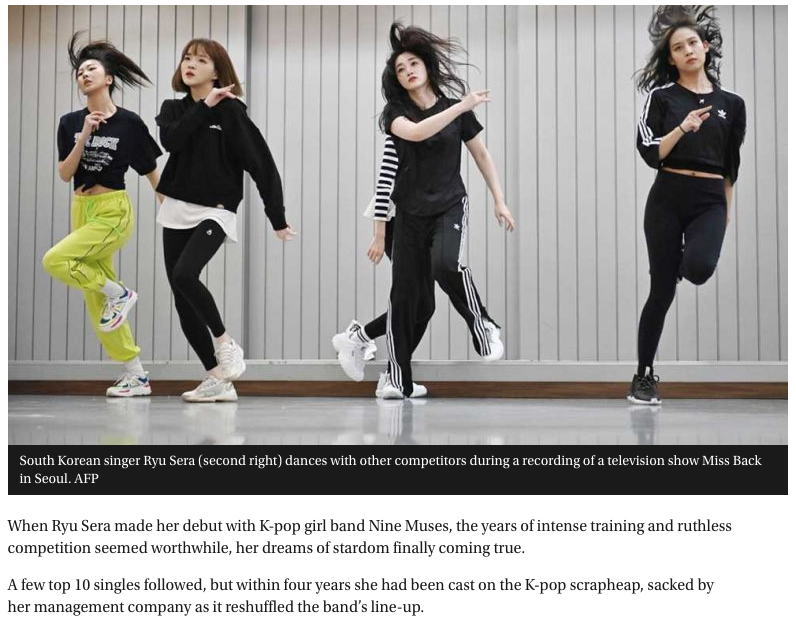 South Korean singer Ryu Sera (second right) dances with other competitors during a recording of a television show Miss Back
in Seoul. AFP
When Ryu Sera made her debut with K-pop girl band Nine Muses, the years of intense training and ruthless
competition seemed worthwhile, her dreams of stardom finally coming true.
A few top 10 singles followed, but within four years she had been cast on the K-pop scrapheap, sacked by
her management company as it reshuffled the band’s line-up.